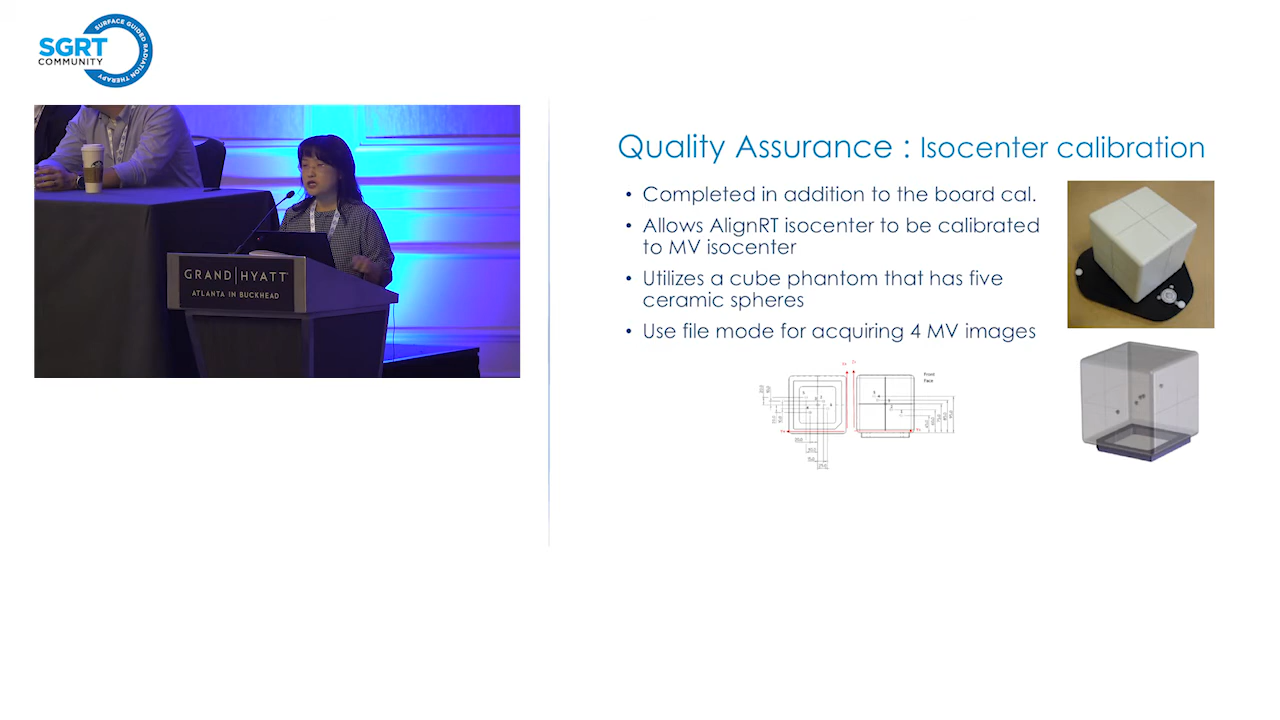 SURFACE GUIDED RADIATION THERAPY
SGRT
COMMUNITY
GRAND HYATT
ATLANTA IN BUCKHEAD
Quality Assurance : Isocenter calibration
• Completed in addition to the board cal.
• Allows AlignRT isocenter to be calibrated
to MV isocenter
• Utilizes a cube phantom that has five
ceramic spheres
• Use file mode for acquiring 4 MV images
Front
Face